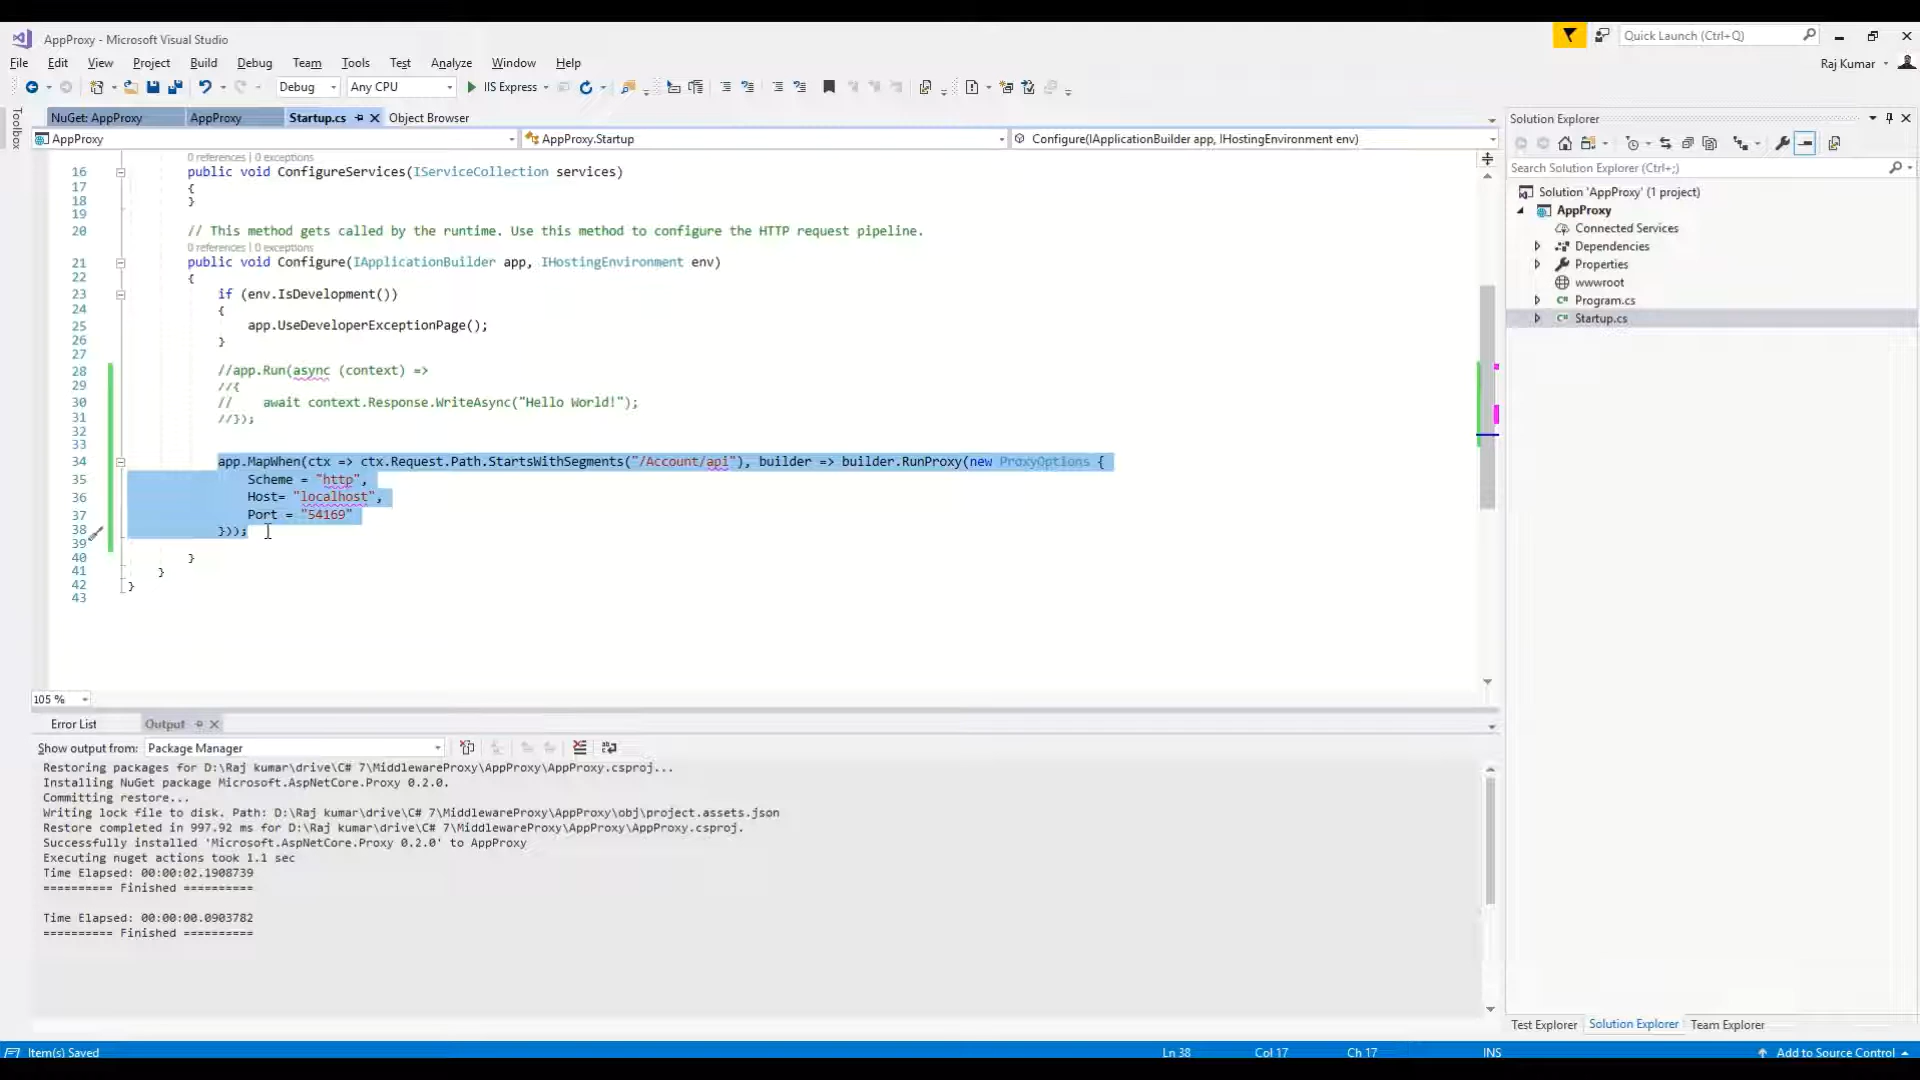 AppProxy - Microsoft Visual Studio
Quick Launch (Ctrl+Q)
File Edit View Project Build Debug Team Tools Test Analyze Window Help
Raj Kumar
Debug Any CPU IIS Express
Toolbox
NuGet: AppProxy AppProxy Startup.cs Object Browser
AppProxy AppProxy.Startup Configure(IApplicationBuilder app, IHostingEnvironment env)
0 references | 0 exceptions
16 public void ConfigureServices(IServiceCollection services)
17 {
18 }
19
20 // This method gets called by the runtime. Use this method to configure the HTTP request pipeline.
0 references | 0 exceptions
21 public void Configure(IApplicationBuilder app, IHostingEnvironment env)
22 {
23 if (env.IsDevelopment())
24 {
25 app.UseDeveloperExceptionPage();
26 }
27
28 //app.Run(async (context) =>
29 //{
30 // await context.Response.WriteAsync("Hello World!");
31 //});
32
33
34 app.MapWhen(ctx => ctx.Request.Path.StartsWithSegments("/Account/api"), builder => builder.RunProxy(new ProxyOptions {
35 Scheme = "http",
36 Host= "localhost",
37 Port = "54169"
38 }));
39
40 }
41 }
42 }
43
105 %
Solution Explorer
Search Solution Explorer (Ctrl+;)
Solution 'AppProxy' (1 project)
AppProxy
Connected Services
Dependencies
Properties
wwwroot
C# Program.cs
C# Startup.cs
Error List Output
Show output from: Package Manager
Restoring packages for D:\Raj kumar\drive\C# 7\MiddlewareProxy\AppProxy\AppProxy.csproj...
Installing NuGet package Microsoft.AspNetCore.Proxy 0.2.0.
Committing restore...
Writing lock file to disk. Path: D:\Raj kumar\drive\C# 7\MiddlewareProxy\AppProxy\obj\project.assets.json
Restore completed in 997.92 ms for D:\Raj kumar\drive\C# 7\MiddlewareProxy\AppProxy\AppProxy.csproj.
Successfully installed 'Microsoft.AspNetCore.Proxy 0.2.0' to AppProxy
Executing nuget actions took 1.1 sec
Time Elapsed: 00:00:02.1908739
========== Finished ==========
Time Elapsed: 00:00:00.0903782
========== Finished ==========
Test Explorer Solution Explorer Team Explorer
Item(s) Saved Ln 38 Col 17 Ch 17 INS Add to Source Control